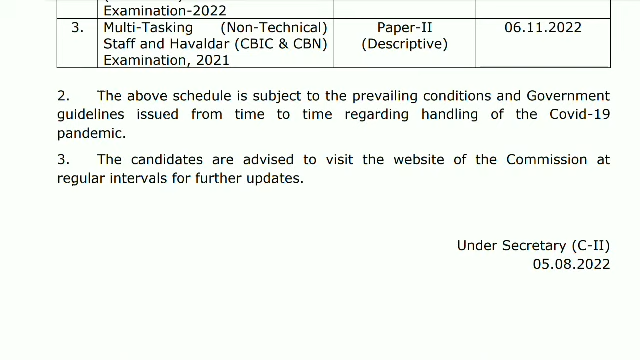 Examination-2022
3. Multi-Tasking (Non-Technical) Paper-II 06.11.2022
Staff and Havaldar (CBIC & CBN) (Descriptive)
Examination, 2021
2. The above schedule is subject to the prevailing conditions and Government
guidelines issued from time to time regarding handling of the Covid-19
pandemic.
3. The candidates are advised to visit the website of the Commission at
regular intervals for further updates.
Under Secretary (C-II)
05.08.2022